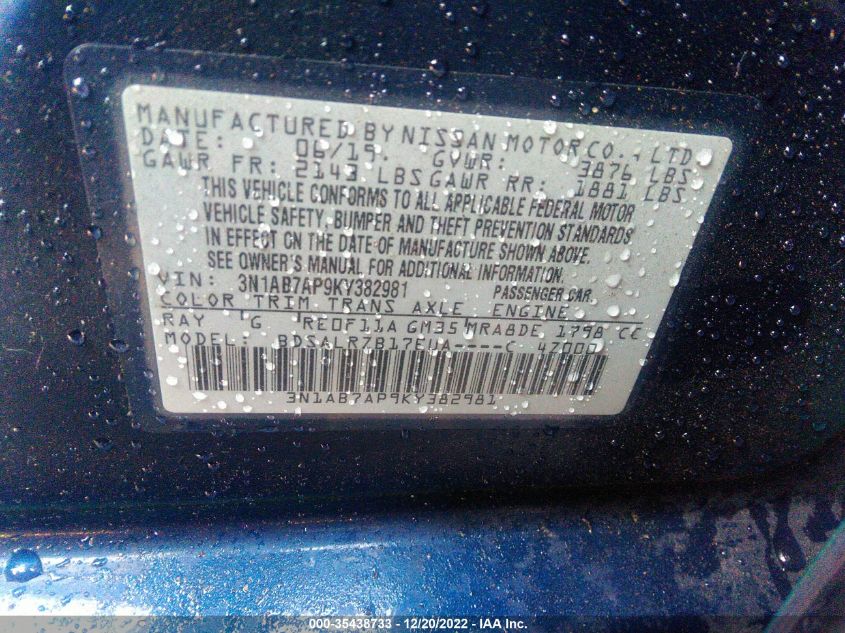 MANUFACTURED BY NISSAN MOTOR CO., LTD
DATE: 06/19. GVWR: 3876 LBS
GAWR FR: 2143 LBS GAWR RR: 1881 LBS
THIS VEHICLE CONFORMS TO ALL APPLICABLE FEDERAL MOTOR
VEHICLE SAFETY, BUMPER AND THEFT PREVENTION STANDARDS
IN EFFECT ON THE DATE OF MANUFACTURE SHOWN ABOVE.
SEE OWNER'S MANUAL FOR ADDITIONAL INFORMATION.
VIN: 3N1AB7AP9KY382981 PASSENGER CAR
COLOR TRIM TRANS AXLE ENGINE
RAY G RE0F11A GM35 MRA8DE 1798 CC
MODEL: BDSALRZB17EUA----C 47000
3N1AB7AP9KY382981
000-35438733 - 12/20/2022 - IAA Inc.